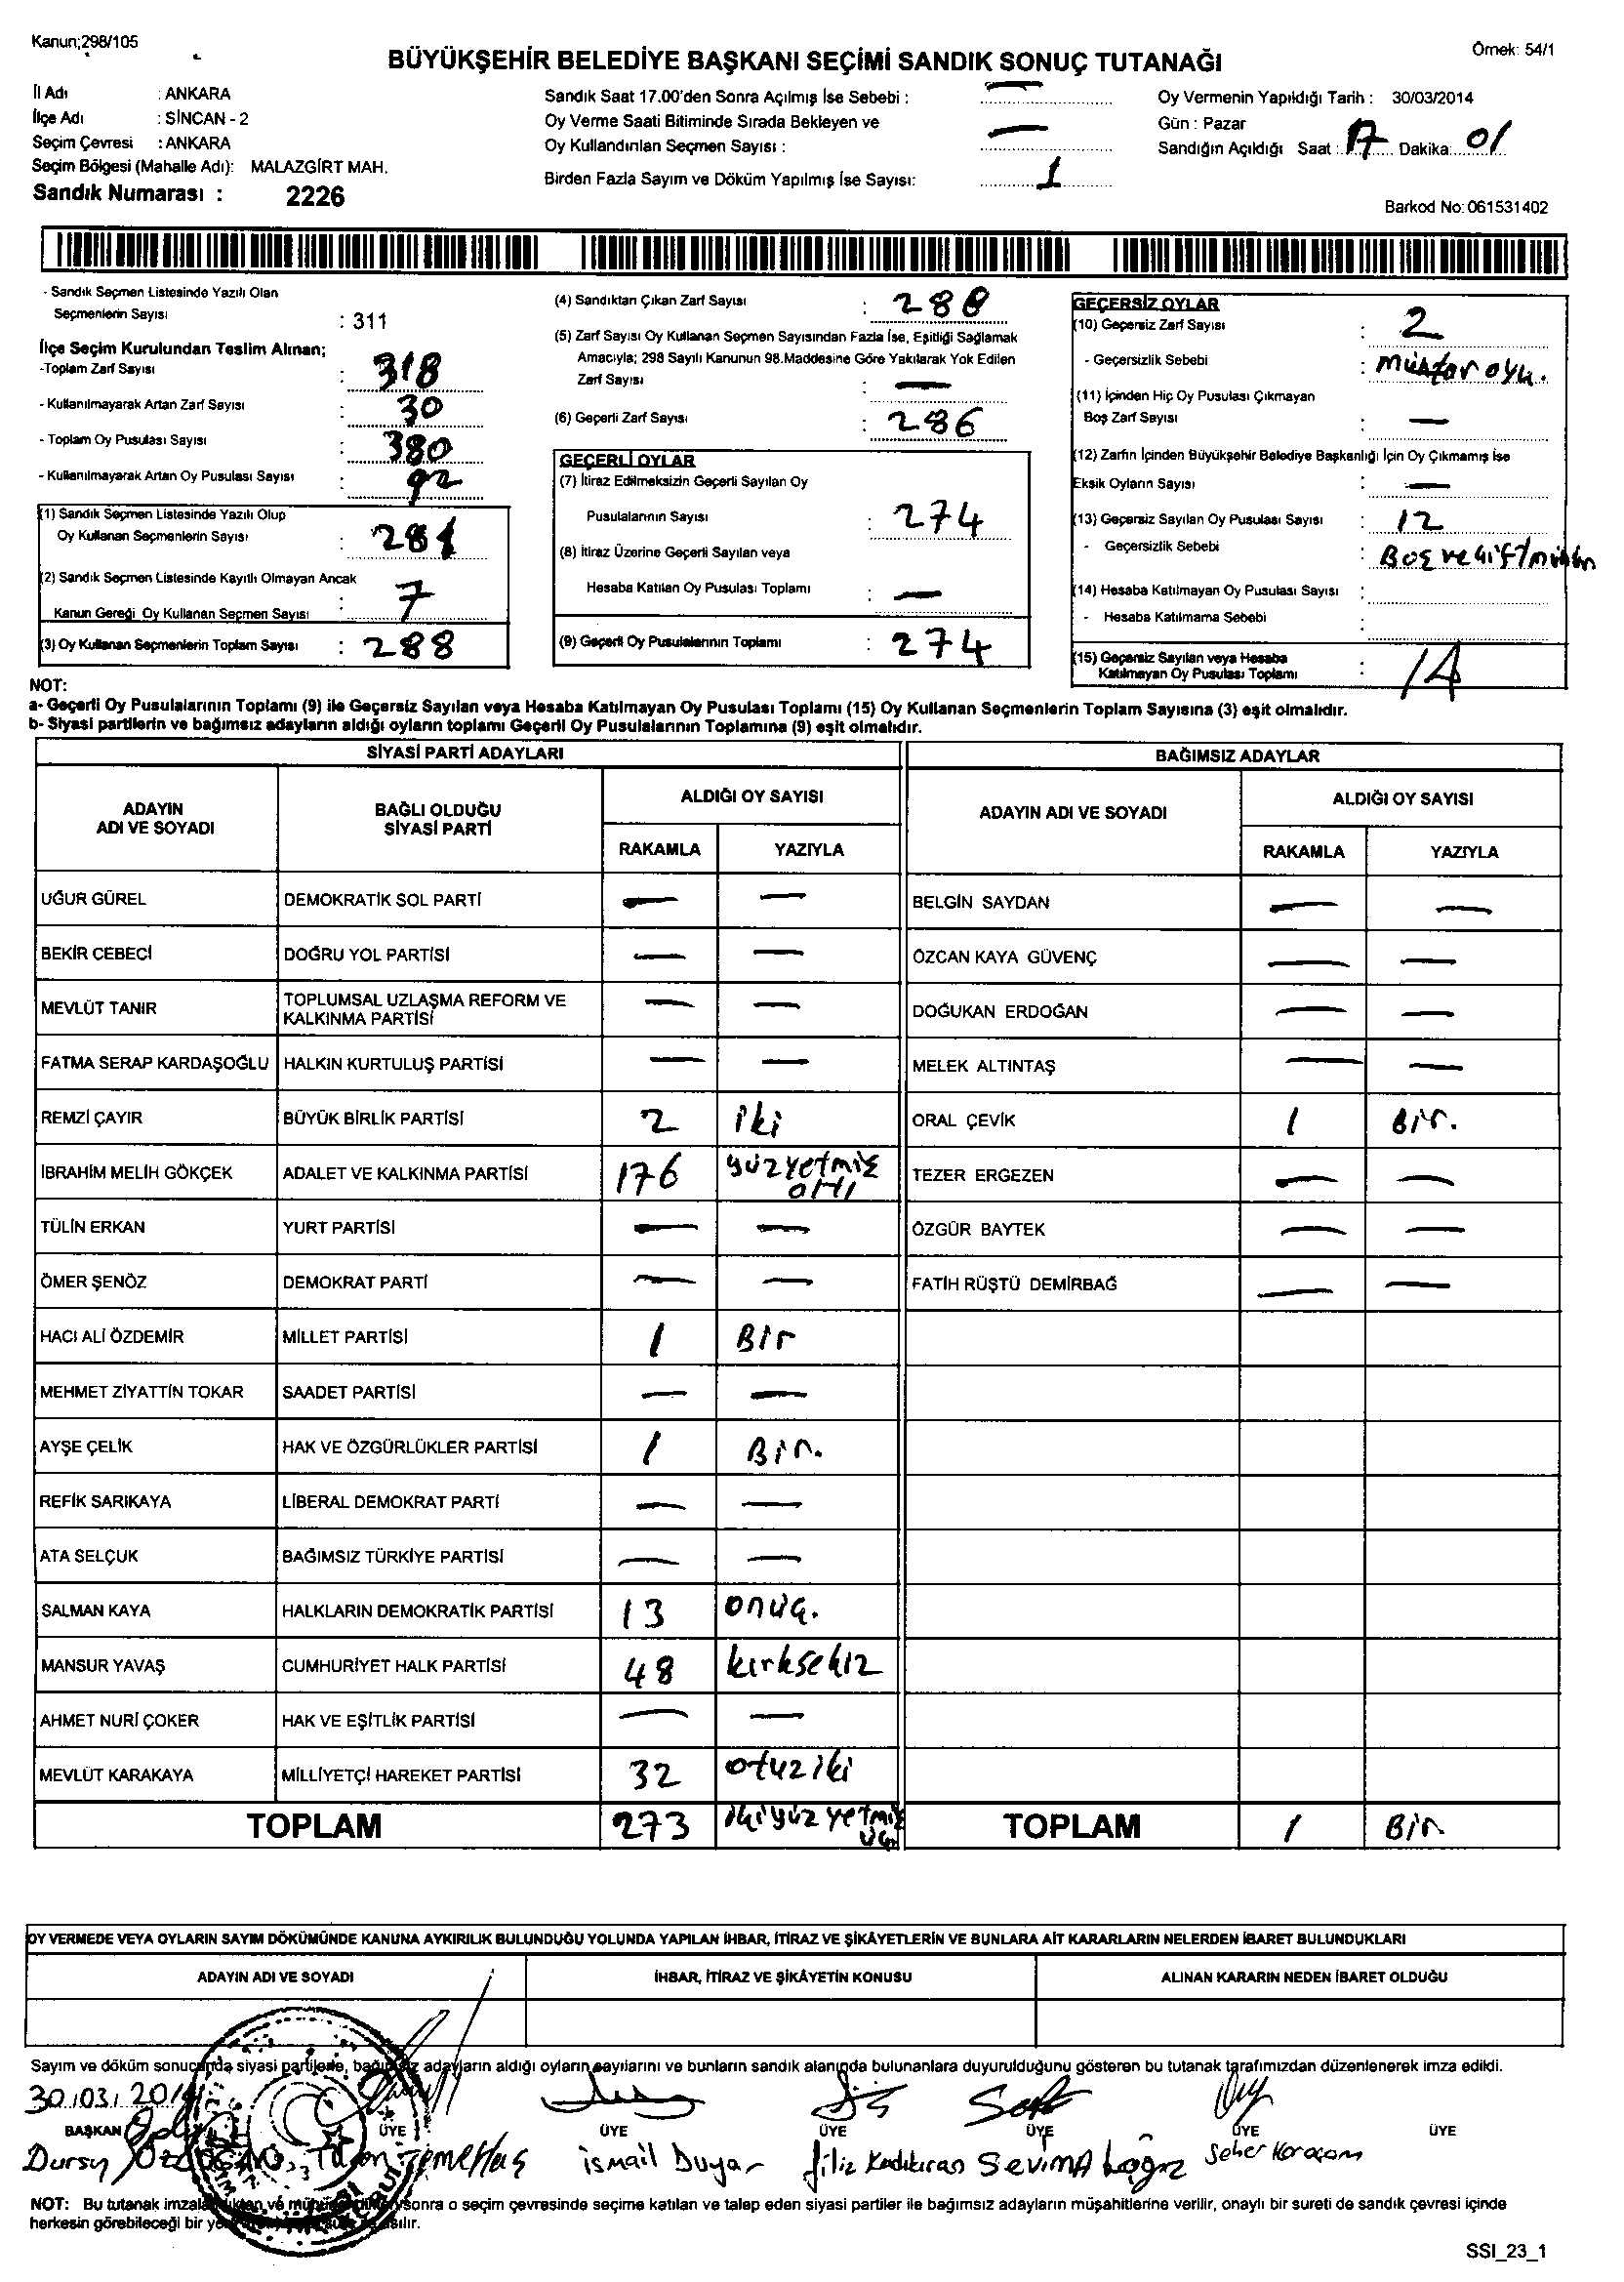 Kanun;298/105
Örnek: 54/1
BÜYÜKŞEHİR BELEDİYE BAŞKANI SEÇİMİ SANDIK SONUÇ TUTANAĞI
İl Adı : ANKARA
İlçe Adı : SİNCAN - 2
Seçim Çevresi : ANKARA
Seçim Bölgesi (Mahalle Adı): MALAZGİRT MAH.
Sandık Numarası : 2226
Sandık Saat 17.00'den Sonra Açılmış İse Sebebi : —
Oy Verme Saati Bitiminde Sırada Bekleyen ve
Oy Kullandırılan Seçmen Sayısı : —
Birden Fazla Sayım ve Döküm Yapılmış İse Sayısı: 1
Oy Vermenin Yapıldığı Tarih : 30/03/2014
Gün : Pazar
Sandığın Açıldığı Saat : 17 Dakika: 01
Barkod No: 061531402
- Sandık Seçmen Listesinde Yazılı Olan
Seçmenlerin Sayısı : 311
İlçe Seçim Kurulundan Teslim Alınan;
-Toplam Zarf Sayısı : 318
- Kullanılmayarak Artan Zarf Sayısı : 30
- Toplam Oy Pusulası Sayısı : 380
- Kullanılmayarak Artan Oy Pusulası Sayısı : 92
(1) Sandık Seçmen Listesinde Yazılı Olup
Oy Kullanan Seçmenlerin Sayısı : 281
(2) Sandık Seçmen Listesinde Kayıtlı Olmayan Ancak
Kanun Gereği Oy Kullanan Seçmen Sayısı : 7
(3) Oy Kullanan Seçmenlerin Toplam Sayısı : 288
(4) Sandıktan Çıkan Zarf Sayısı : 288
(5) Zarf Sayısı Oy Kullanan Seçmen Sayısından Fazla İse, Eşitliği Sağlamak
Amacıyla; 298 Sayılı Kanunun 98.Maddesine Göre Yakılarak Yok Edilen
Zarf Sayısı : —
(6) Geçerli Zarf Sayısı : 286
GEÇERLİ OYLAR
(7) İtiraz Edilmeksizin Geçerli Sayılan Oy
Pusulalarının Sayısı : 274
(8) İtiraz Üzerine Geçerli Sayılan veya
Hesaba Katılan Oy Pusulası Toplamı : —
(9) Geçerli Oy Pusulalarının Toplamı : 274
GEÇERSİZ OYLAR
(10) Geçersiz Zarf Sayısı : 2
- Geçersizlik Sebebi : Muhtar oyu.
(11) İçinden Hiç Oy Pusulası Çıkmayan
Boş Zarf Sayısı : —
(12) Zarfın İçinden Büyükşehir Belediye Başkanlığı İçin Oy Çıkmamış ise
Eksik Oyların Sayısı : —
(13) Geçersiz Sayılan Oy Pusulası Sayısı : 12
- Geçersizlik Sebebi : Boş ve Çift
(14) Hesaba Katılmayan Oy Pusulası Sayısı :
- Hesaba Katılmama Sebebi :
(15) Geçersiz Sayılan veya Hesaba
Katılmayan Oy Pusulası Toplamı : 14
NOT:
a- Geçerli Oy Pusulalarının Toplamı (9) ile Geçersiz Sayılan veya Hesaba Katılmayan Oy Pusulası Toplamı (15) Oy Kullanan Seçmenlerin Toplam Sayısına (3) eşit olmalıdır.
b- Siyasi partilerin ve bağımsız adayların aldığı oyların toplamı Geçerli Oy Pusulalarının Toplamına (9) eşit olmalıdır.
SİYASİ PARTİ ADAYLARI
ADAYIN ADI VE SOYADI BAĞLI OLDUĞU SİYASİ PARTİ ALDIĞI OY SAYISI
RAKAMLA YAZIYLA
UĞUR GÜREL DEMOKRATİK SOL PARTİ — —
BEKİR CEBECİ DOĞRU YOL PARTİSİ — —
MEVLÜT TANIR TOPLUMSAL UZLAŞMA REFORM VE KALKINMA PARTİSİ — —
FATMA SERAP KARDAŞOĞLU HALKIN KURTULUŞ PARTİSİ — —
REMZİ ÇAYIR BÜYÜK BİRLİK PARTİSİ 2 iki
İBRAHİM MELİH GÖKÇEK ADALET VE KALKINMA PARTİSİ 176 yüzyetmiş altı
TÜLİN ERKAN YURT PARTİSİ — —
ÖMER ŞENÖZ DEMOKRAT PARTİ — —
HACI ALİ ÖZDEMİR MİLLET PARTİSİ 1 Bir
MEHMET ZİYATTİN TOKAR SAADET PARTİSİ — —
AYŞE ÇELİK HAK VE ÖZGÜRLÜKLER PARTİSİ 1 Bir.
REFİK SARIKAYA LİBERAL DEMOKRAT PARTİ — —
ATA SELÇUK BAĞIMSIZ TÜRKİYE PARTİSİ — —
SALMAN KAYA HALKLARIN DEMOKRATİK PARTİSİ 13 onüç.
MANSUR YAVAŞ CUMHURİYET HALK PARTİSİ 48 kırksekiz
AHMET NURİ ÇOKER HAK VE EŞİTLİK PARTİSİ — —
MEVLÜT KARAKAYA MİLLİYETÇİ HAREKET PARTİSİ 32 otuziki
TOPLAM 273 ikiyüz yetmiş üç
BAĞIMSIZ ADAYLAR
ADAYIN ADI VE SOYADI ALDIĞI OY SAYISI
RAKAMLA YAZIYLA
BELGİN SAYDAN — —
ÖZCAN KAYA GÜVENÇ — —
DOĞUKAN ERDOĞAN — —
MELEK ALTINTAŞ — —
ORAL ÇEVİK 1 Bir.
TEZER ERGEZEN — —
ÖZGÜR BAYTEK — —
FATİH RÜŞTÜ DEMİRBAĞ — —
TOPLAM 1 Bir
OY VERMEDE VEYA OYLARIN SAYIM DÖKÜMÜNDE KANUNA AYKIRILIK BULUNDUĞU YOLUNDA YAPILAN İHBAR, İTİRAZ VE ŞİKÂYETLERİN VE BUNLARA AİT KARARLARIN NELERDEN İBARET BULUNDUKLARI
ADAYIN ADI VE SOYADI İHBAR, İTİRAZ VE ŞİKÂYETİN KONUSU ALINAN KARARIN NEDEN İBARET OLDUĞU
Sayım ve döküm sonucunda siyasi partilerle, bağımsız adayların aldığı oyların sayılarını ve bunların sandık alanında bulunanlara duyurulduğunu gösteren bu tutanak tarafımızdan düzenlenerek imza edildi.
30/03/2014
BAŞKAN ÜYE ÜYE ÜYE ÜYE ÜYE ÜYE
Dursun İsmail Duyar Filiz Kadıkıran Sevima Seher Karaçam
NOT: Bu tutanak sonra o seçim çevresinde seçime katılan ve talep eden siyasi partiler ile bağımsız adayların müşahitlerine verilir, onaylı bir sureti de sandık çevresi içinde
herkesin görebileceği bir
SSI_23_1